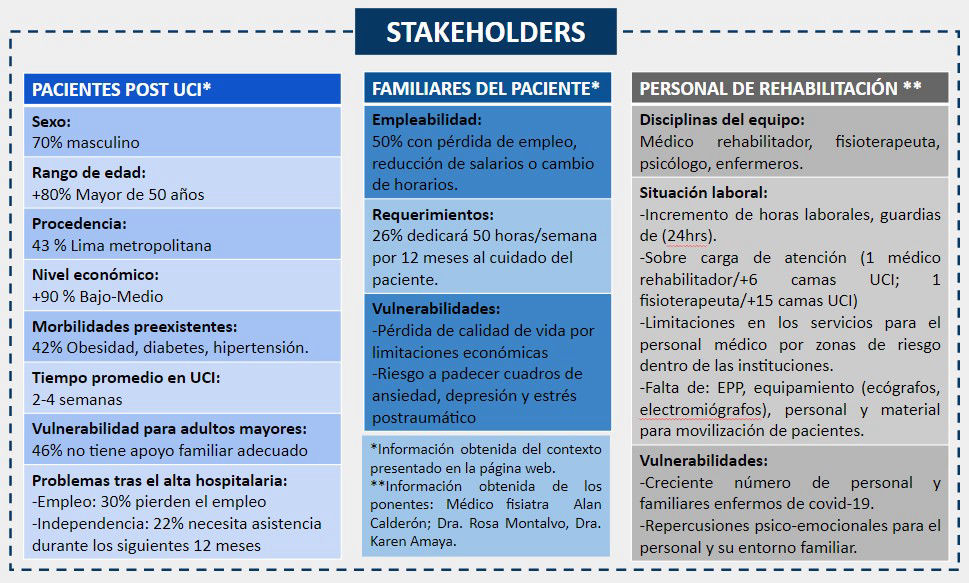 STAKEHOLDERS
PACIENTES POST UCI*
Sexo:
70% masculino
Rango de edad:
+80% Mayor de 50 años
Procedencia:
43 % Lima metropolitana
Nivel económico:
+90 % Bajo-Medio
Morbilidades preexistentes:
42% Obesidad, diabetes, hipertensión.
Tiempo promedio en UCI:
2-4 semanas
Vulnerabilidad para adultos mayores:
46% no tiene apoyo familiar adecuado
Problemas tras el alta hospitalaria:
-Empleo: 30% pierden el empleo
-Independencia: 22% necesita asistencia
durante los siguientes 12 meses
FAMILIARES DEL PACIENTE*
Empleabilidad:
50% con pérdida de empleo,
reducción de salarios o cambio
de horarios.
Requerimientos:
26% dedicará 50 horas/semana
por 12 meses al cuidado del
paciente.
Vulnerabilidades:
-Pérdida de calidad de vida por
limitaciones económicas
-Riesgo a padecer cuadros de
ansiedad, depresión y estrés
postraumático
*Información obtenida del contexto
presentado en la página web.
**Información obtenida de los
ponentes: Médico fisiatra Alan
Calderón; Dra. Rosa Montalvo, Dra.
Karen Amaya.
PERSONAL DE REHABILITACIÓN **
Disciplinas del equipo:
Médico rehabilitador, fisioterapeuta,
psicólogo, enfermeros.
Situación laboral:
-Incremento de horas laborales, guardias
de (24hrs).
-Sobre carga de atención (1 médico
rehabilitador/+6 camas UCI; 1
fisioterapeuta/+15 camas UCI)
-Limitaciones en los servicios para el
personal médico por zonas de riesgo
dentro de las instituciones.
-Falta de: EPP, equipamiento (ecógrafos,
electromiógrafos), personal y material
para movilización de pacientes.
Vulnerabilidades:
-Creciente número de personal y
familiares enfermos de covid-19.
-Repercusiones psico-emocionales para el
personal y su entorno familiar.